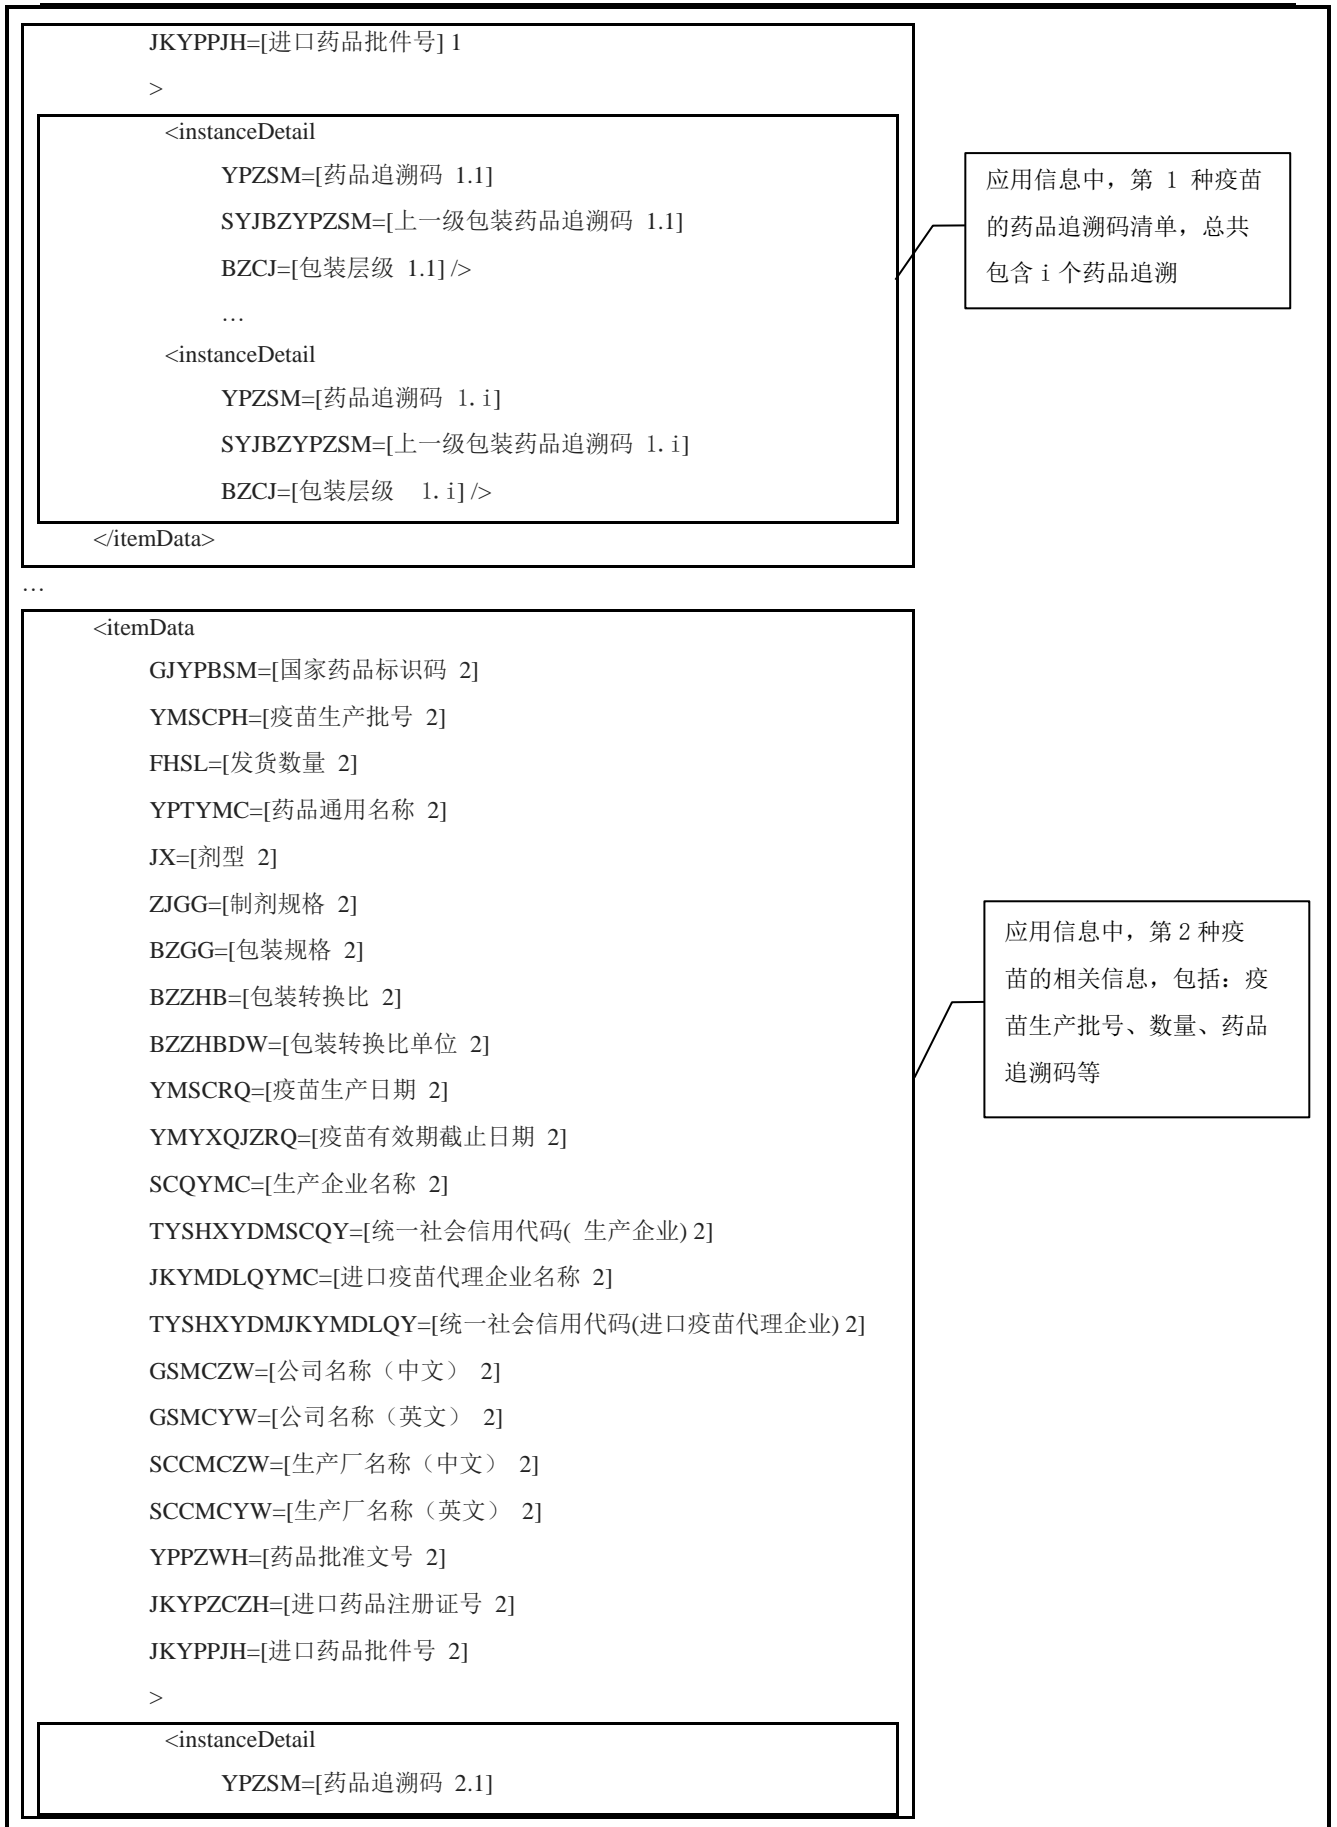 JKYPPJH=[进口药品批件号] 1
>
<instanceDetail
YPZSM=[药品追溯码 1.1]
SYJBZYPZSM=[上一级包装药品追溯码 1.1]
BZCJ=[包装层级 1.1] />
…
<instanceDetail
YPZSM=[药品追溯码 1.i]
SYJBZYPZSM=[上一级包装药品追溯码 1.i]
BZCJ=[包装层级 1.i] />
</itemData>
应用信息中，第 1 种疫苗
的药品追溯码清单，总共
包含 i 个药品追溯
…
<itemData
GJYPBSM=[国家药品标识码 2]
YMSCPH=[疫苗生产批号 2]
FHSL=[发货数量 2]
YPTYMC=[药品通用名称 2]
JX=[剂型 2]
ZJGG=[制剂规格 2]
BZGG=[包装规格 2]
BZZHB=[包装转换比 2]
BZZHBDW=[包装转换比单位 2]
YMSCRQ=[疫苗生产日期 2]
YMYXQJZRQ=[疫苗有效期截止日期 2]
SCQYMC=[生产企业名称 2]
TYSHXYDMSCQY=[统一社会信用代码( 生产企业) 2]
JKYMDLQYMC=[进口疫苗代理企业名称 2]
TYSHXYDMJKYMDLQY=[统一社会信用代码(进口疫苗代理企业) 2]
GSMCZW=[公司名称（中文） 2]
GSMCYW=[公司名称（英文） 2]
SCCMCZW=[生产厂名称（中文） 2]
SCCMCYW=[生产厂名称（英文） 2]
YPPZWH=[药品批准文号 2]
JKYPZCZH=[进口药品注册证号 2]
JKYPPJH=[进口药品批件号 2]
>
<instanceDetail
YPZSM=[药品追溯码 2.1]
应用信息中，第 2 种疫
苗的相关信息，包括：疫
苗生产批号、数量、药品
追溯码等